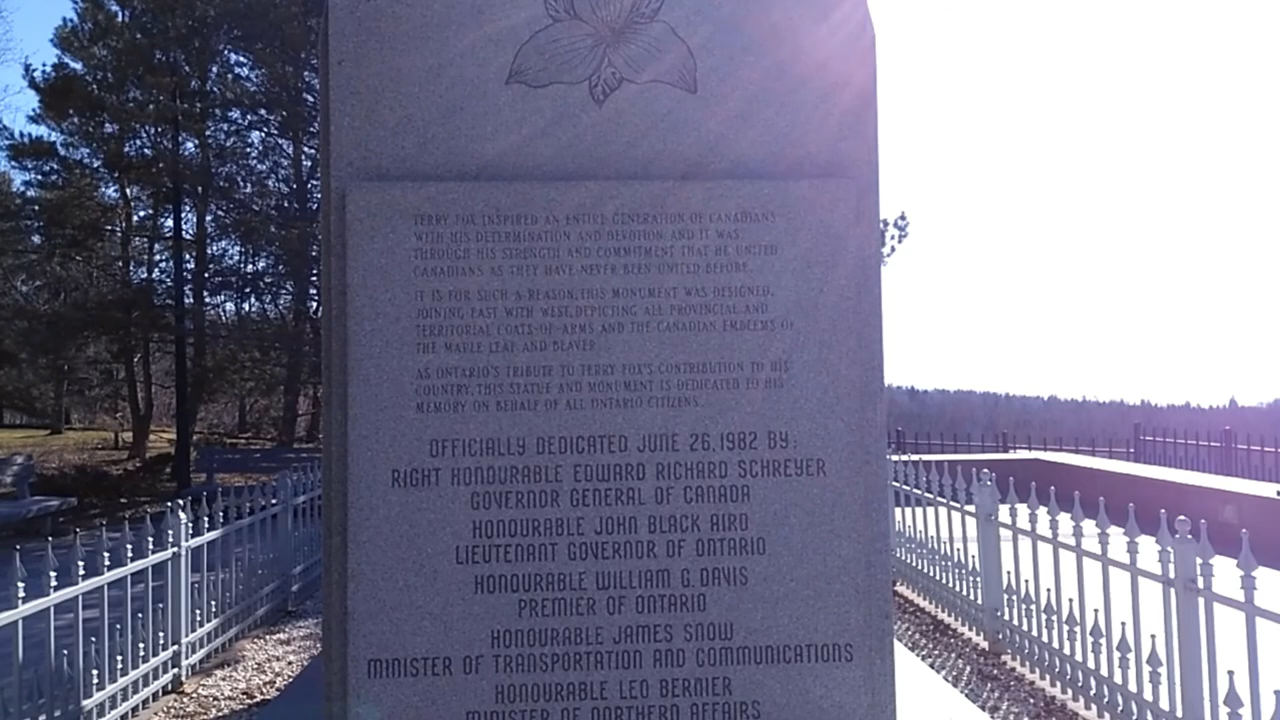 TERRY FOX INSPIRED AN ENTIRE GENERATION OF CANADIANS
WITH HIS DETERMINATION AND DEVOTION AND IT WAS
THROUGH HIS STRENGTH AND COMMITMENT THAT HE UNITED
CANADIANS AS THEY HAVE NEVER BEEN UNITED BEFORE.
IT IS FOR SUCH A REASON, THIS MONUMENT WAS DESIGNED,
JOINING EAST WITH WEST, DEPICTING ALL PROVINCIAL AND
TERRITORIAL COATS-OF-ARMS AND THE CANADIAN EMBLEMS OF
THE MAPLE LEAF AND BEAVER.
AS ONTARIO'S TRIBUTE TO TERRY FOX'S CONTRIBUTION TO HIS
COUNTRY, THIS STATUE AND MONUMENT IS DEDICATED TO HIS
MEMORY ON BEHALF OF ALL ONTARIO CITIZENS.
OFFICIALLY DEDICATED JUNE 26, 1982 BY:
RIGHT HONOURABLE EDWARD RICHARD SCHREYER
GOVERNOR GENERAL OF CANADA
HONOURABLE JOHN BLACK AIRD
LIEUTENANT GOVERNOR OF ONTARIO
HONOURABLE WILLIAM G. DAVIS
PREMIER OF ONTARIO
HONOURABLE JAMES SNOW
MINISTER OF TRANSPORTATION AND COMMUNICATIONS
HONOURABLE LEO BERNIER
MINISTER OF NORTHERN AFFAIRS